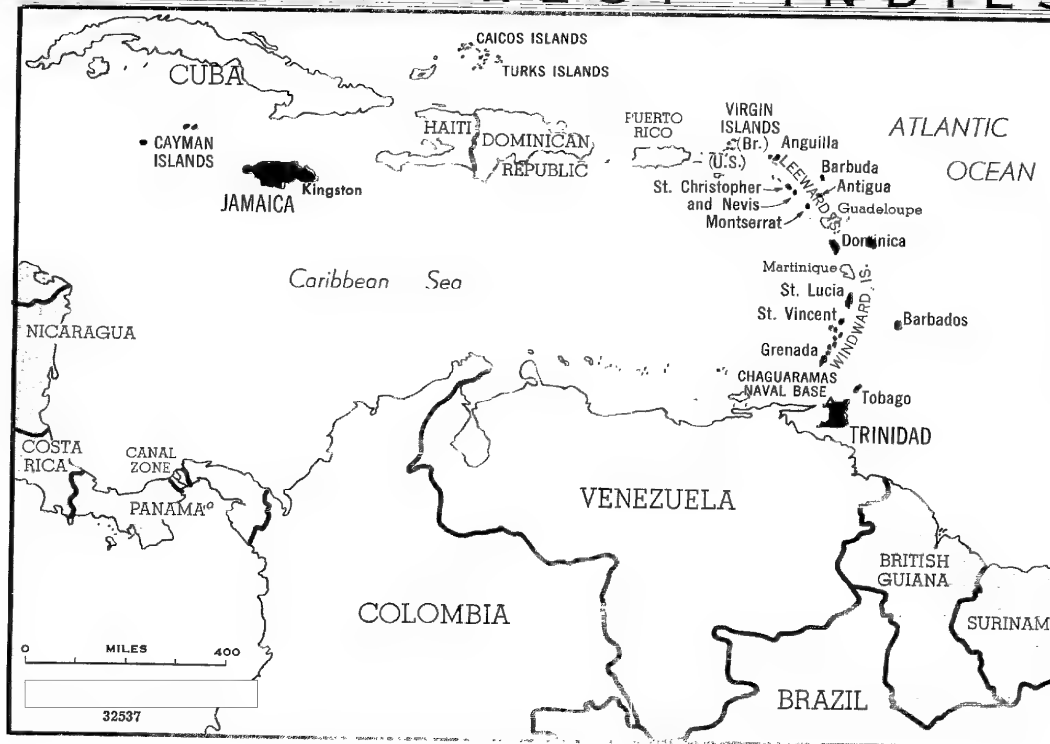 WEST INDIES
CAICOS ISLANDS
TURKS ISLANDS
CUBA
CAYMAN
ISLANDS
JAMAICA
Kingston
HAITI
DOMINICAN
REPUBLIC
PUERTO
RICO
VIRGIN
ISLANDS
(Br.)
(U.S.)
Anguilla
LEEWARD IS.
Barbuda
Antigua
St. Christopher
and Nevis
Montserrat
Guadeloupe
Dominica
ATLANTIC
OCEAN
Caribbean Sea
Martinique
St. Lucia
St. Vincent
WINDWARD IS.
Barbados
Grenada
CHAGUARAMAS
NAVAL BASE
Tobago
TRINIDAD
NICARAGUA
COSTA
RICA
CANAL
ZONE
PANAMA
VENEZUELA
COLOMBIA
BRITISH
GUIANA
SURINAM
BRAZIL
0 MILES 400
32537